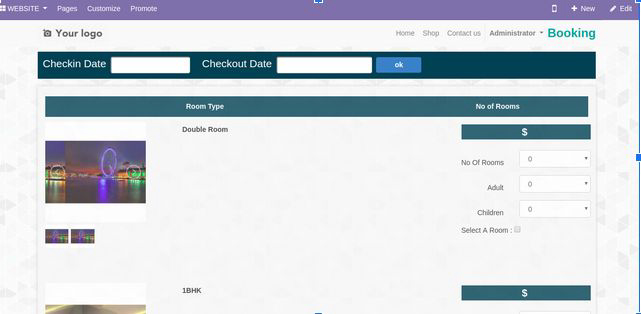 WEBSITE Pages Customize Promote New Edit
Your logo Home Shop Contact us Administrator Booking
Checkin Date Checkout Date ok
Room Type No of Rooms
Double Room
$
No Of Rooms 0
Adult 0
Children 0
Select A Room :
1BHK
$